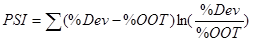 PSI = ∑(%Dev − %OOT) ln(%Dev / %OOT)